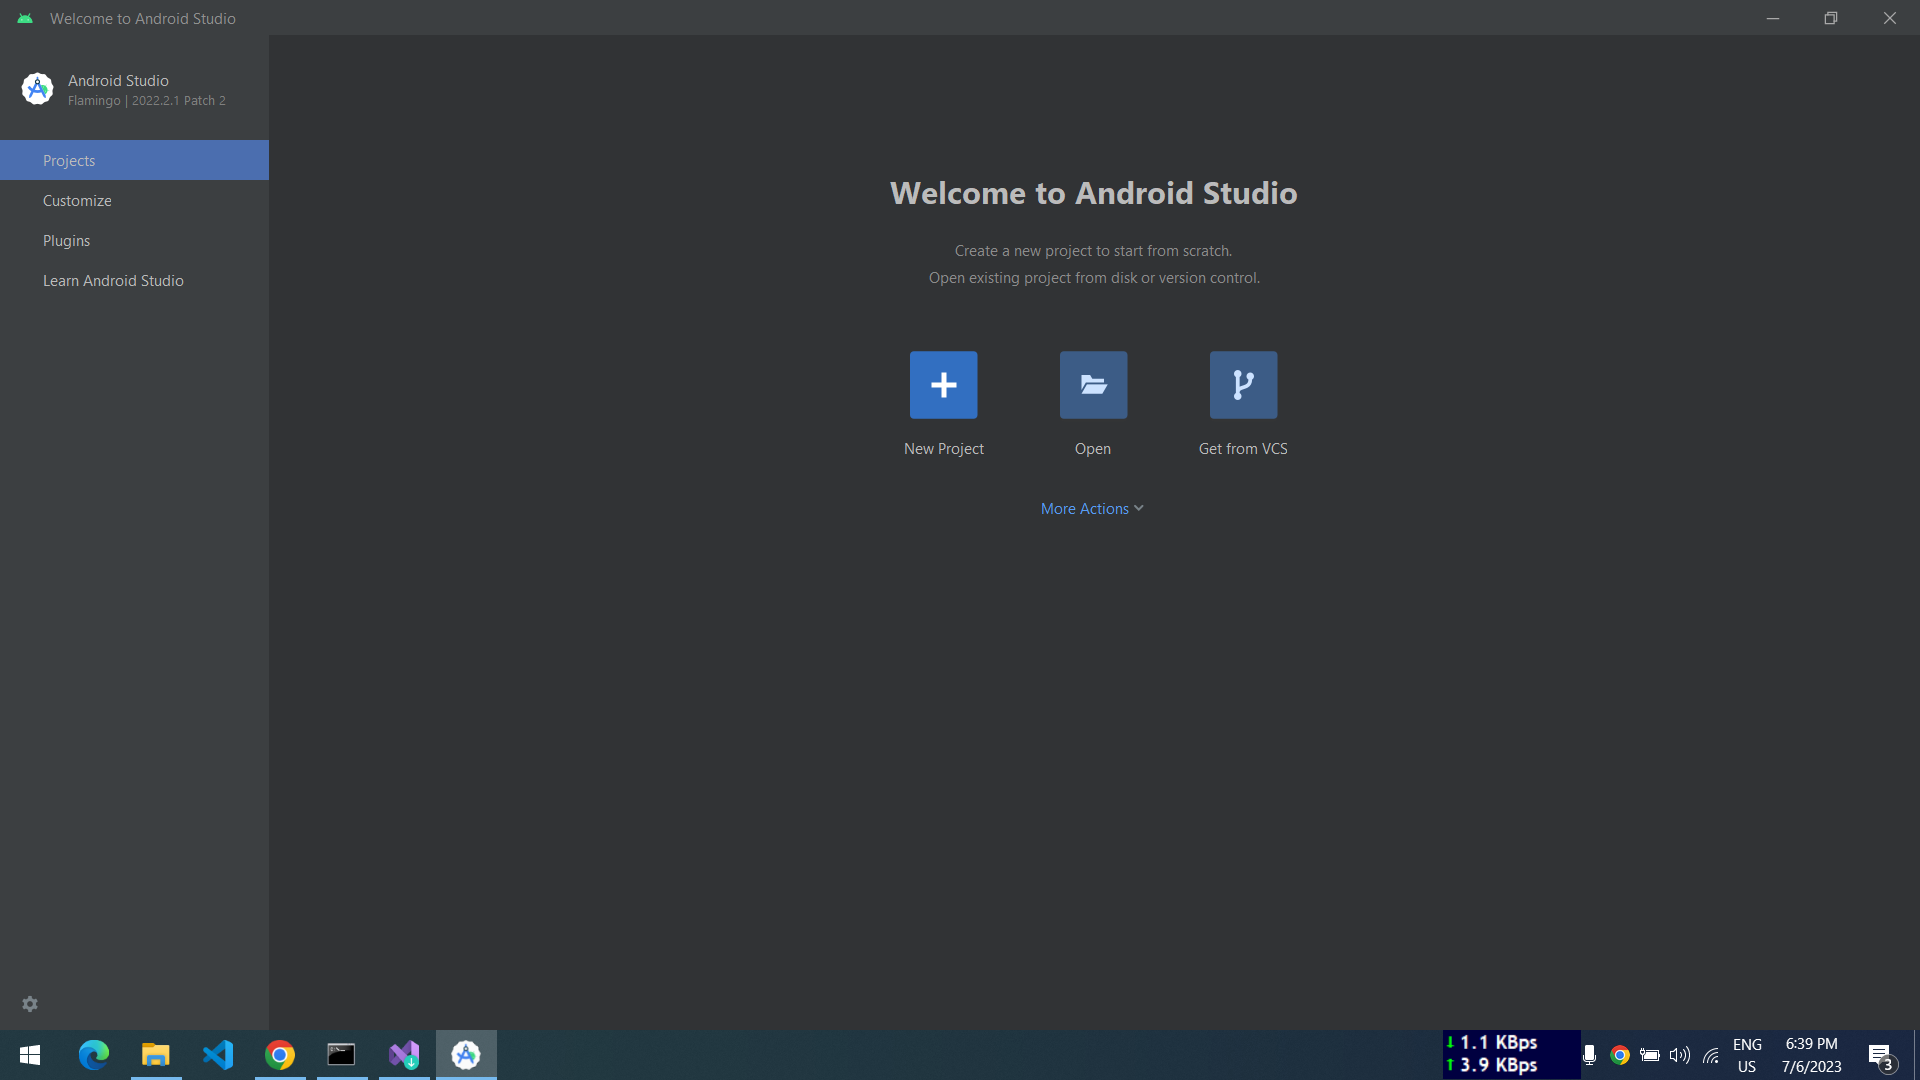 Welcome to Android Studio
Android Studio
Flamingo | 2022.2.1 Patch 2
Projects
Customize
Plugins
Learn Android Studio
Welcome to Android Studio
Create a new project to start from scratch.
Open existing project from disk or version control.
New Project
Open
Get from VCS
More Actions
1.1 KBps
3.9 KBps
ENG
US
6:39 PM
7/6/2023
3